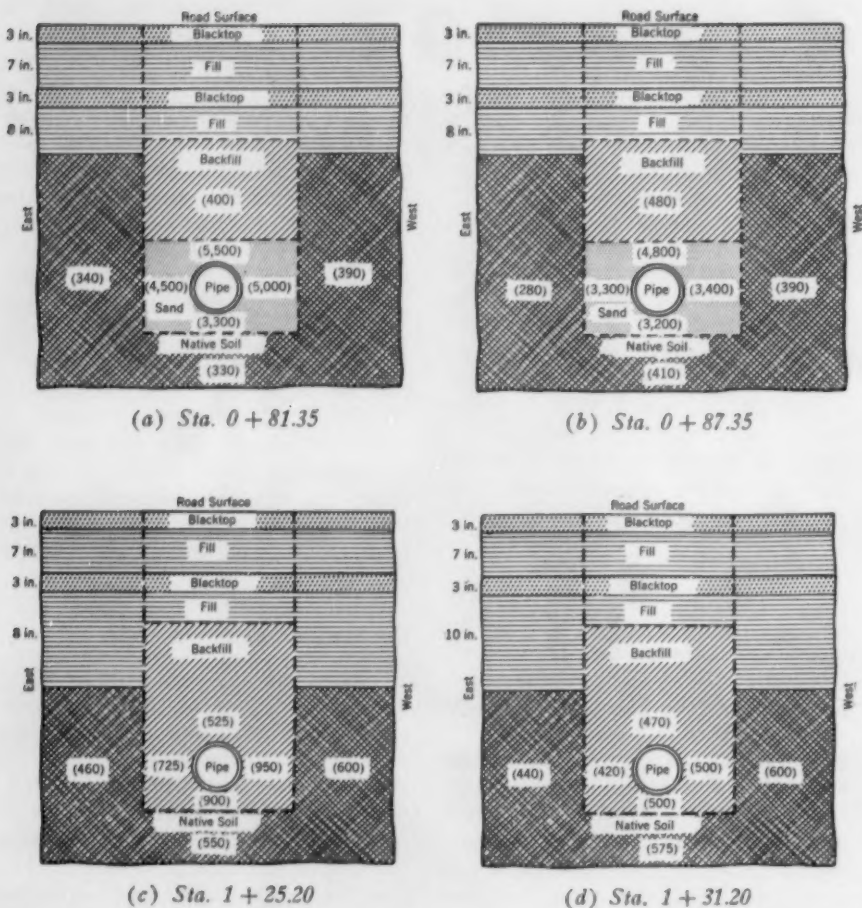 Road Surface
3 in.
Blacktop
7 in.
Fill
3 in.
Blacktop
8 in.
Fill
Backfill
(400)
East
West
(5,500)
(340)
(4,500)
Pipe
(5,000)
(390)
Sand
(3,300)
Native Soil
(330)
(a) Sta. 0 + 81.35
Road Surface
3 in.
Blacktop
7 in.
Fill
3 in.
Blacktop
8 in.
Fill
Backfill
(480)
East
West
(4,800)
(280)
(3,300)
Pipe
(3,400)
(390)
Sand
(3,200)
Native Soil
(410)
(b) Sta. 0 + 87.35
Road Surface
3 in.
Blacktop
7 in.
Fill
3 in.
Blacktop
Fill
8 in.
Backfill
East
West
(525)
(460)
(725)
Pipe
(950)
(600)
(900)
Native Soil
(550)
(c) Sta. 1 + 25.20
Road Surface
3 in.
Blacktop
7 in.
Fill
3 in.
Blacktop
Fill
10 in.
Backfill
East
West
(470)
(440)
(420)
Pipe
(500)
(600)
(500)
Native Soil
(575)
(d) Sta. 1 + 31.20